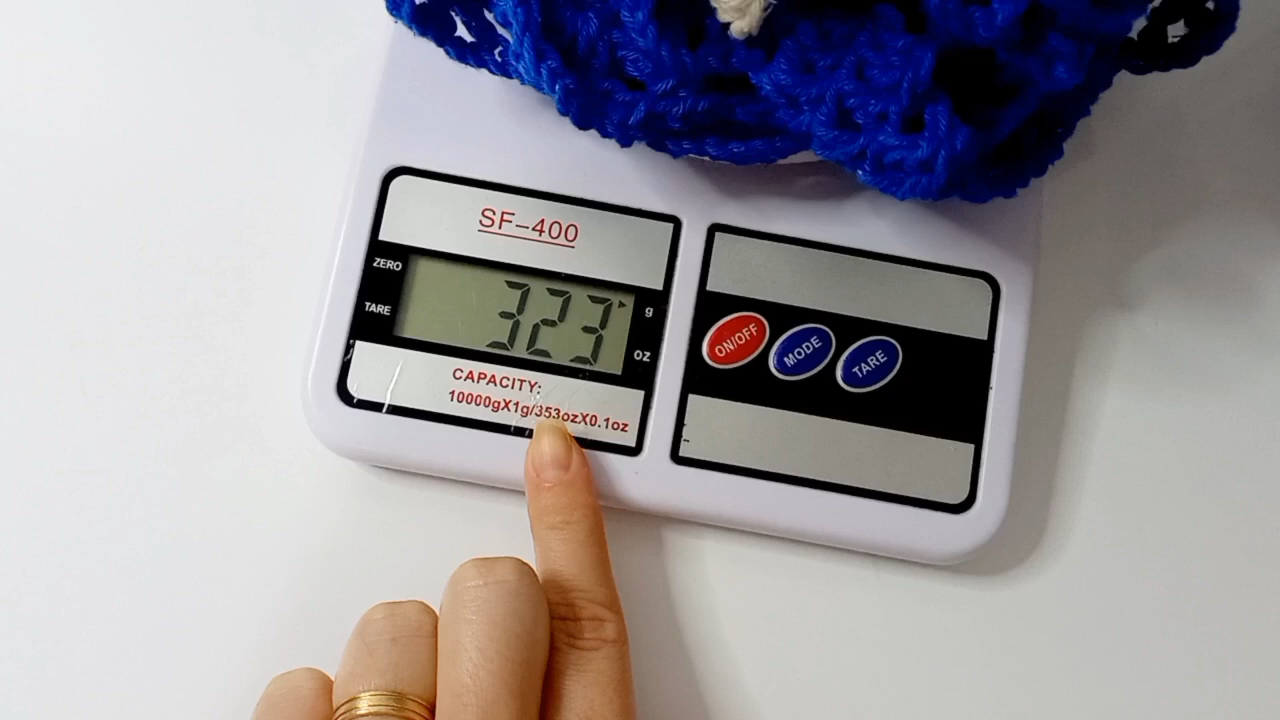 SF-400
ZERO
TARE
323
g
oz
CAPACITY:
10000gX1g/353ozX0.1oz
ON/OFF
MODE
TARE